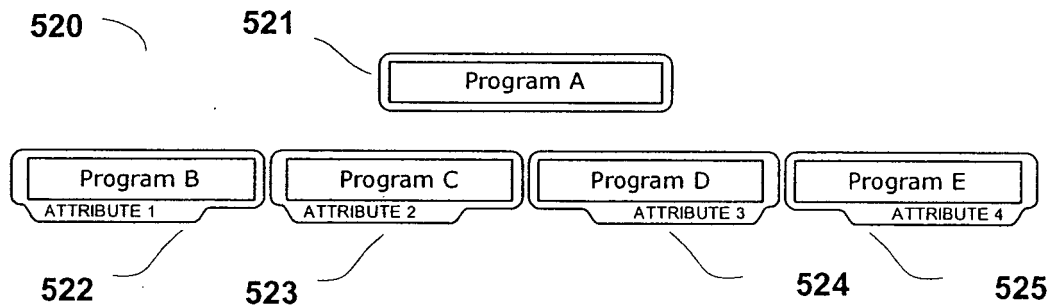 520
521
Program A
Program B
Program C
Program D
Program E
ATTRIBUTE 1
ATTRIBUTE 2
ATTRIBUTE 3
ATTRIBUTE 4
522
523
524
525